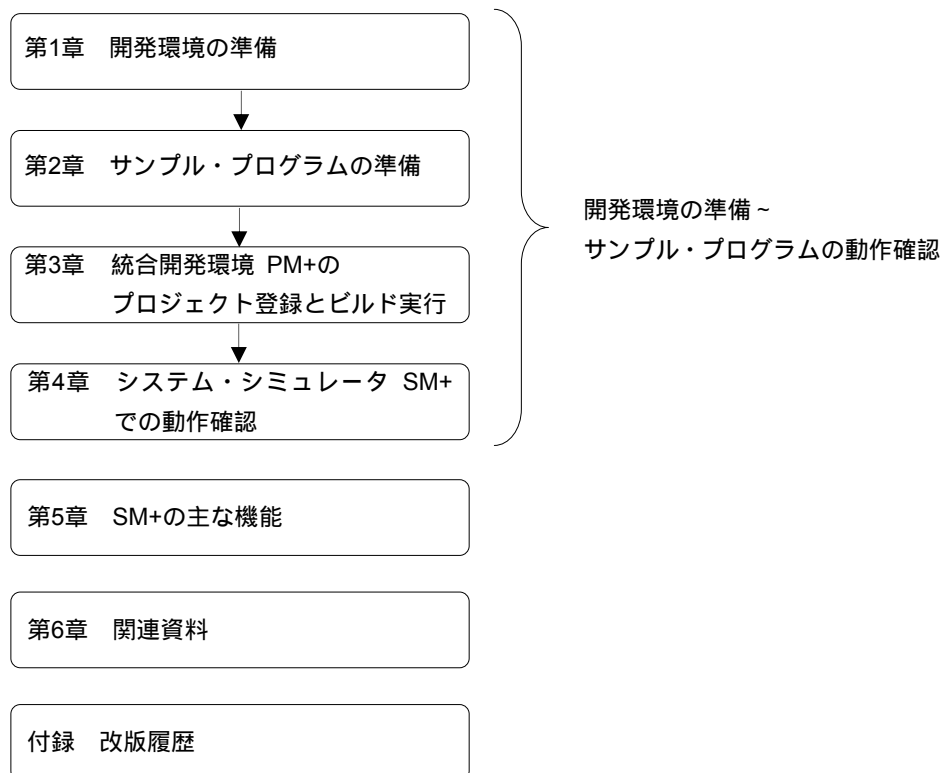 第1章　開発環境の準備
第2章　サンプル・プログラムの準備
第3章　統合開発環境 PM+の
プロジェクト登録とビルド実行
第4章　システム・シミュレータ SM+
での動作確認
開発環境の準備~
サンプル・プログラムの動作確認
第5章　SM+の主な機能
第6章　関連資料
付録　改版履歴